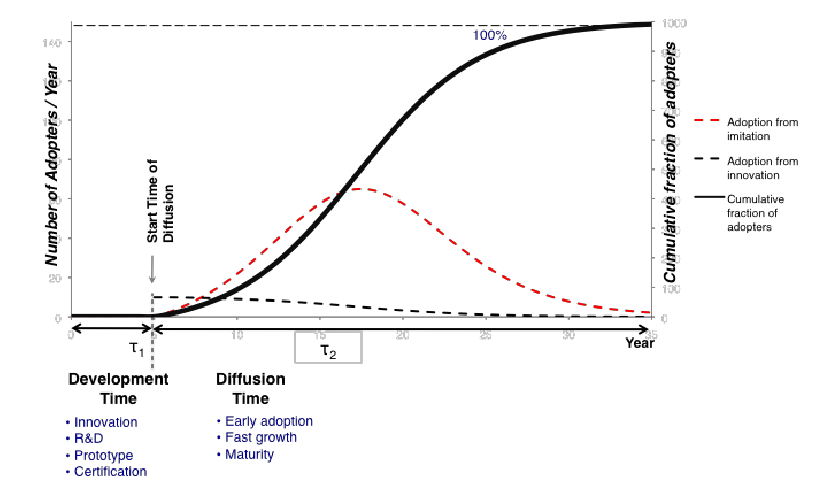 1000
140
100%
Number of Adopters / Year
Cumulative fraction of adopters
Adoption from
imitation
Adoption from
innovation
Cumulative
fraction of
adopters
Start Time of
Diffusion
20
100
0
0
10
15
20
25
30
35
Year
τ1
τ2
Development
Time
Diffusion
Time
• Innovation
• R&D
• Prototype
• Certification
• Early adoption
• Fast growth
• Maturity